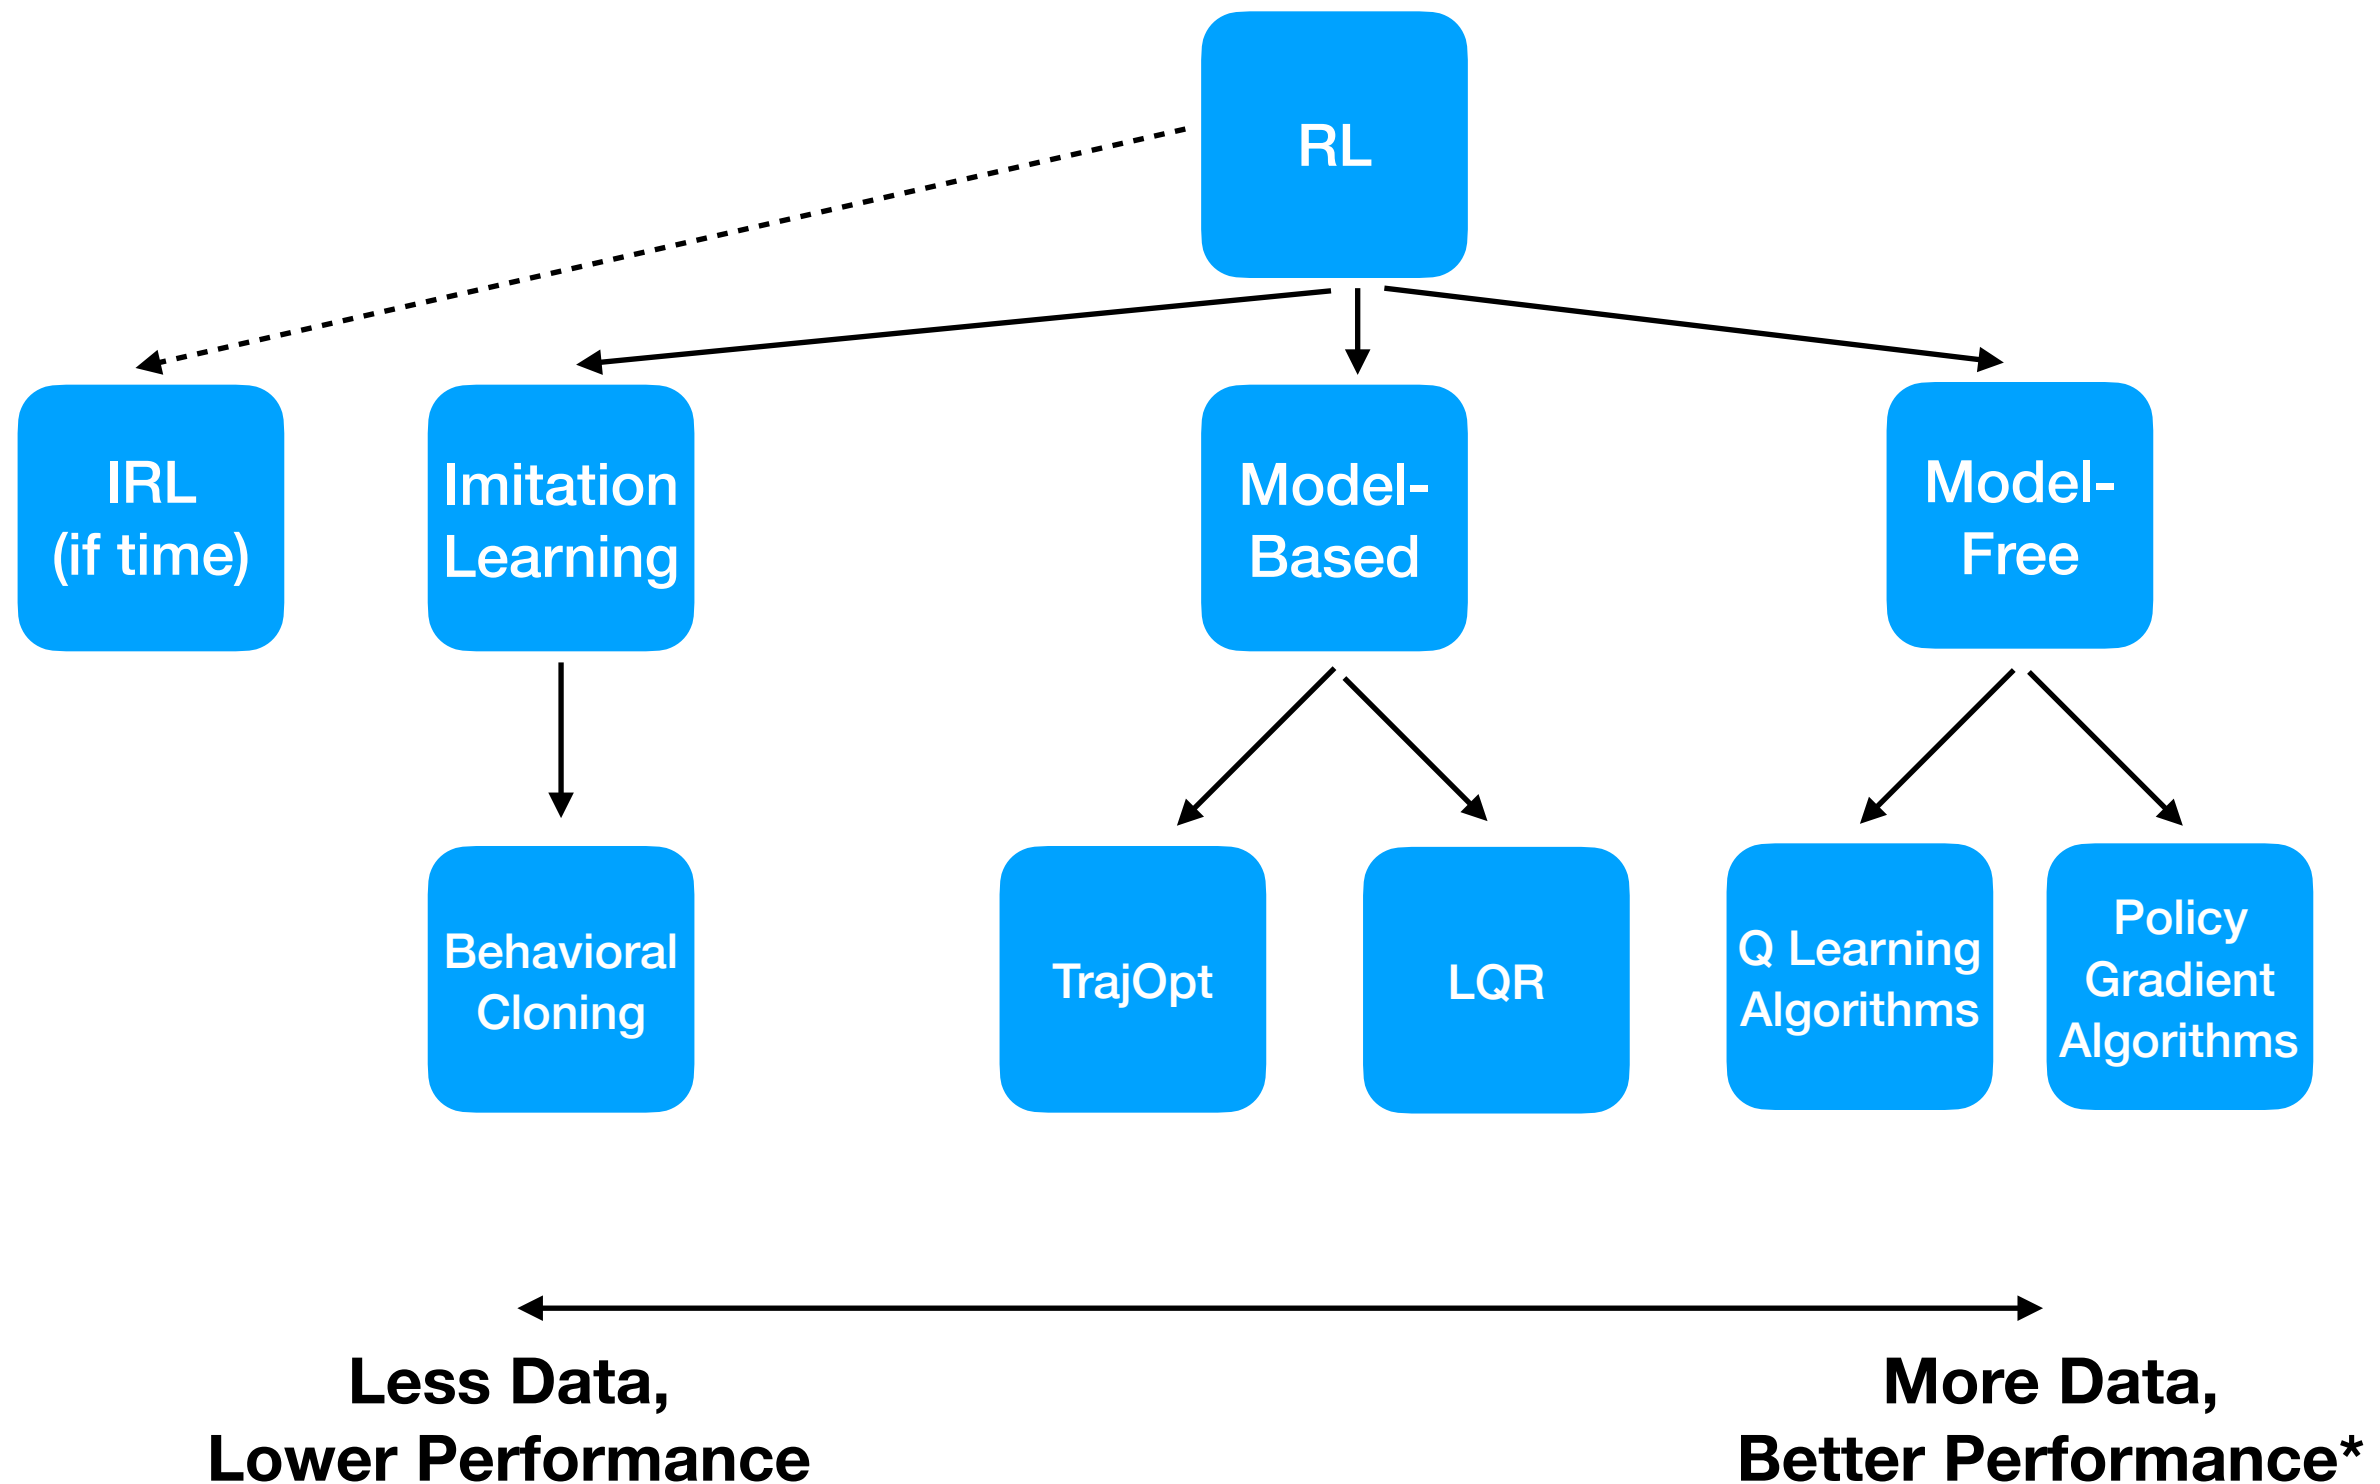 RL
IRL
(if time)
Imitation
Learning
Model-
Based
Model-
Free
Behavioral
Cloning
TrajOpt
LQR
Q Learning
Algorithms
Policy
Gradient
Algorithms
Less Data,
Lower Performance
More Data,
Better Performance*